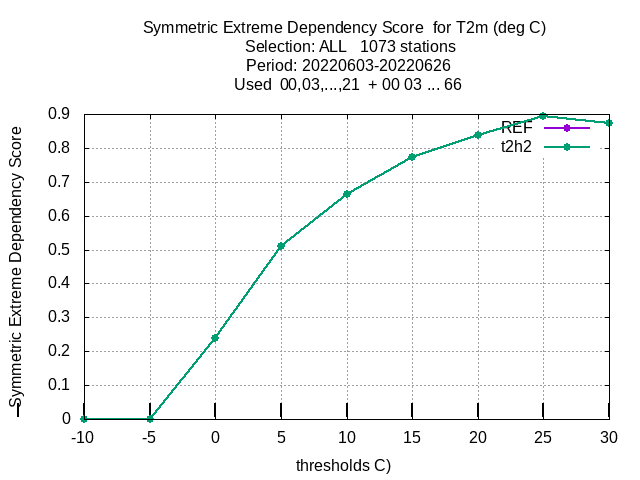 Symmetric Extreme Dependency Score  for T2m (deg C)
Selection: ALL   1073 stations
Period: 20220603-20220626
Used  00,03,...,21  + 00 03 ... 66
Symmetric Extreme Dependency Score
0.9
0.8
0.7
0.6
0.5
0.4
0.3
0.2
0.1
0
REF
t2h2
-10 -5 0 5 10 15 20 25 30
thresholds C)